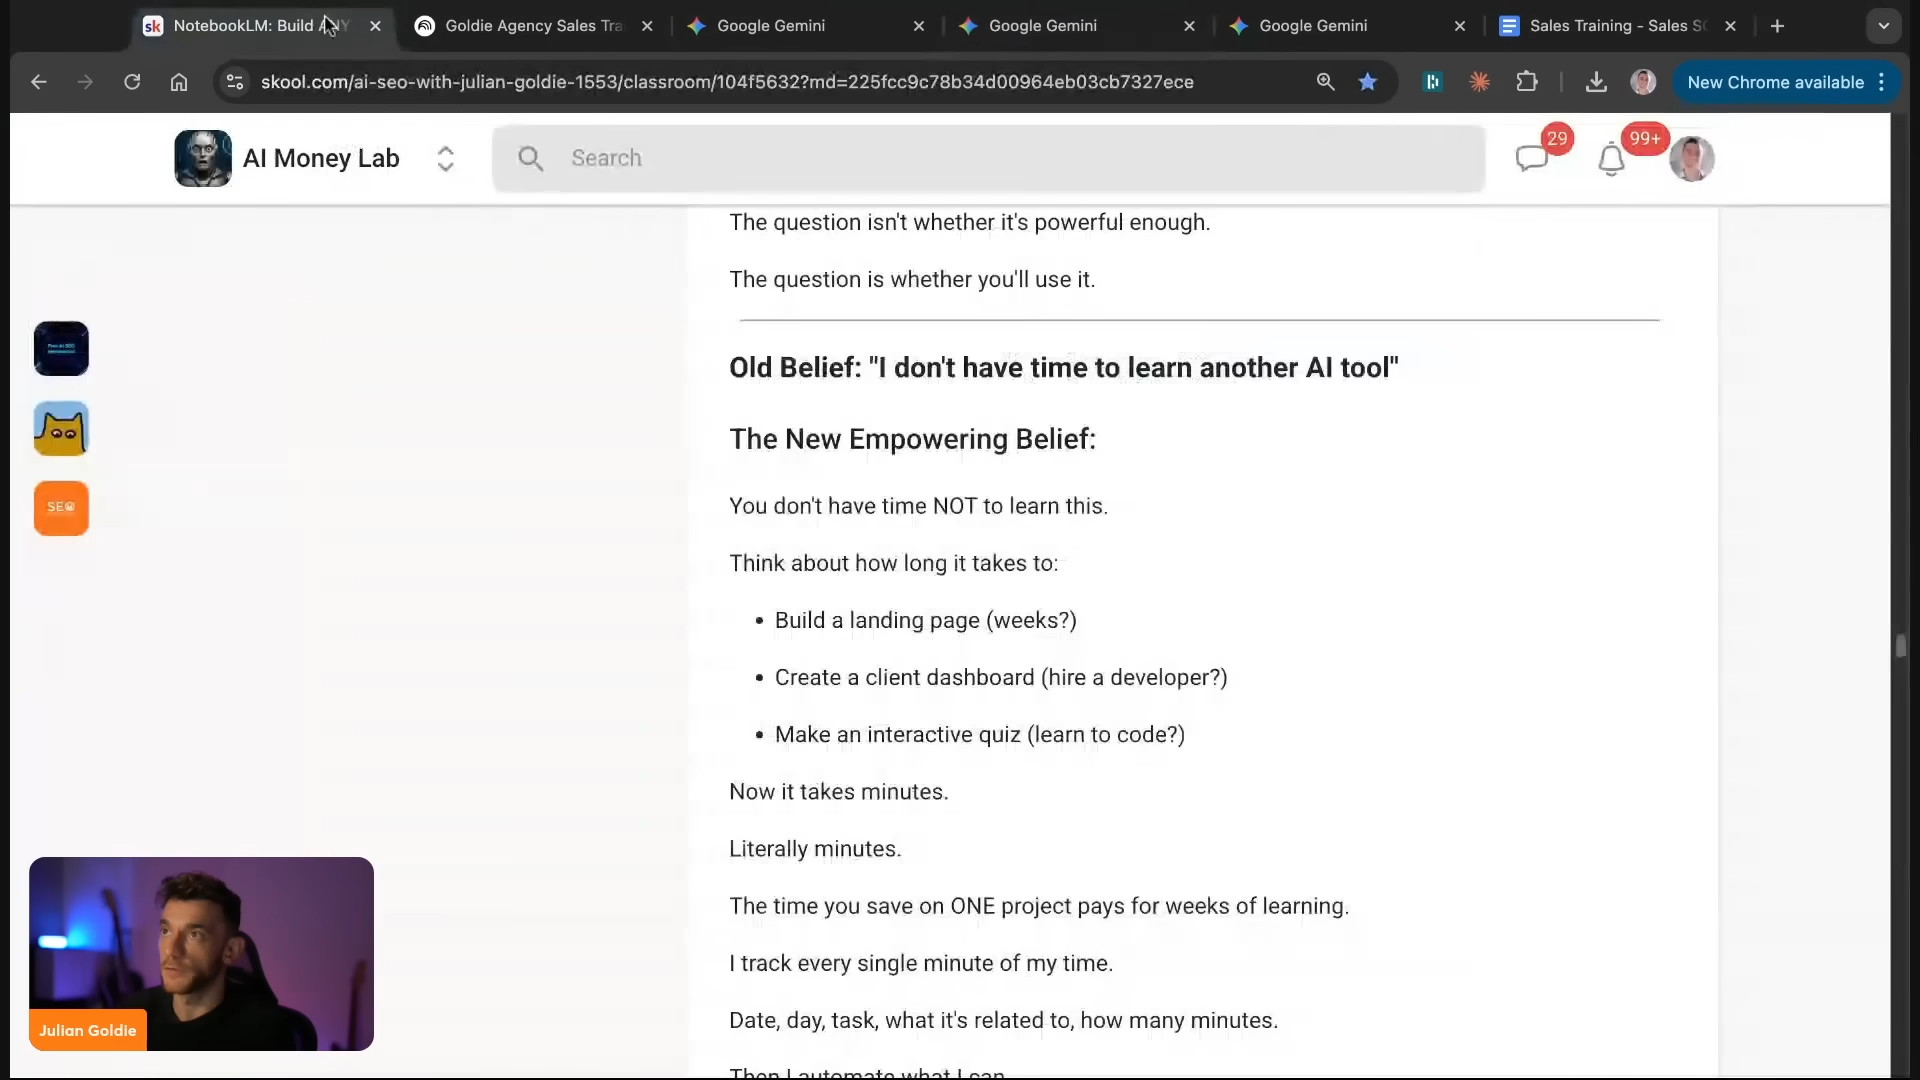 NotebookLM: Build ANY
Goldie Agency Sales Tra
Google Gemini
Google Gemini
Google Gemini
Sales Training - Sales SO
skool.com/ai-seo-with-julian-goldie-1553/classroom/104f5632?md=225fcc9c78b34d00964eb03cb7327ece
New Chrome available
AI Money Lab
Search
29
99+
The question isn't whether it's powerful enough.
The question is whether you'll use it.
Old Belief: "I don't have time to learn another AI tool"
The New Empowering Belief:
You don't have time NOT to learn this.
Think about how long it takes to:
• Build a landing page (weeks?)
• Create a client dashboard (hire a developer?)
• Make an interactive quiz (learn to code?)
Now it takes minutes.
Literally minutes.
The time you save on ONE project pays for weeks of learning.
I track every single minute of my time.
Date, day, task, what it's related to, how many minutes.
Then I automate what I can
SEO
Julian Goldie